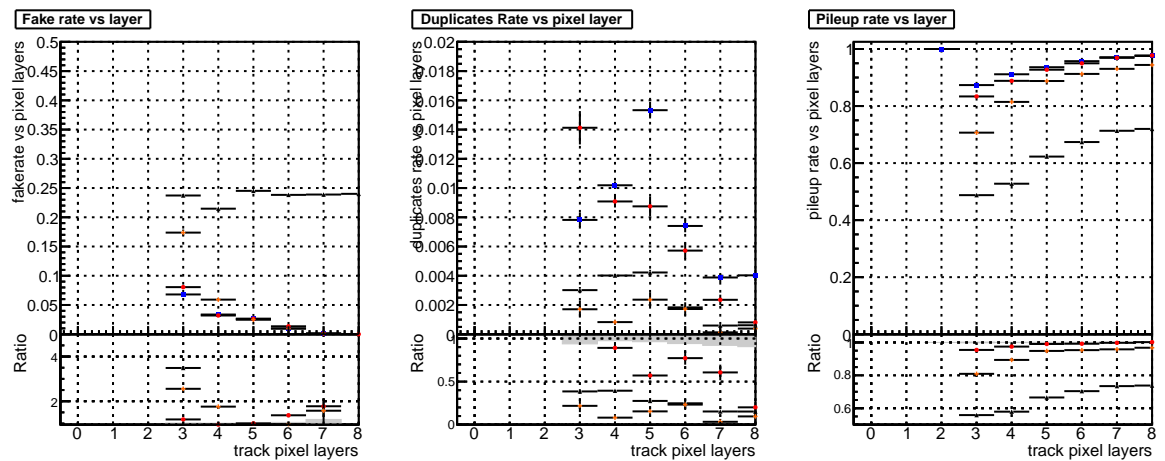 Fake rate vs layer
fakerate vs pixel layers
0.5
0.45
0.4
0.35
0.3
0.25
0.2
0.15
0.1
0.05
0
Ratio
4
2
0 1 2 3 4 5 6 7 8
track pixel layers
Duplicates Rate vs pixel layer
duplicates rate vs pixel layers
0.02
0.018
0.016
0.014
0.012
0.01
0.008
0.006
0.004
0.002
0
Ratio
1
0.5
0
0 1 2 3 4 5 6 7 8
track pixel layers
Pileup rate vs layer
pileup rate vs pixel layers
1
0.8
0.6
0.4
0.2
0
Ratio
1
0.8
0.6
0 1 2 3 4 5 6 7 8
track pixel layers